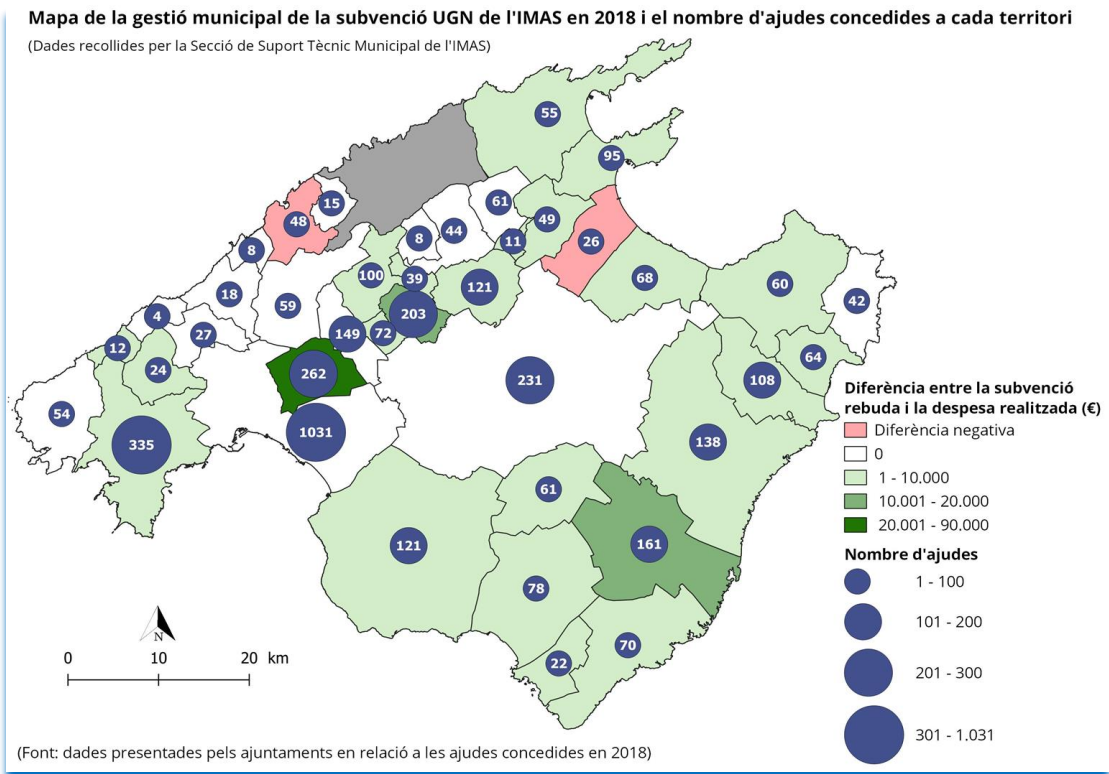 Mapa de la gestió municipal de la subvenció UGN de l'IMAS en 2018 i el nombre d'ajudes concedides a cada territori
(Dades recollides per la Secció de Suport Tècnic Municipal de l'IMAS)
55
95
61
15
49
48
44
8
11
26
8
100
39
68
60
121
18
42
59
203
4
149
72
27
12
64
24
262
231
108
54
1031
335
138
61
121
161
78
70
22
Diferència entre la subvenció
rebuda i la despesa realitzada (€)
Diferència negativa
0
1 - 10.000
10.001 - 20.000
20.001 - 90.000
Nombre d'ajudes
1 - 100
101 - 200
201 - 300
301 - 1.031
N
0 10 20 km
(Font: dades presentades pels ajuntaments en relació a les ajudes concedides en 2018)